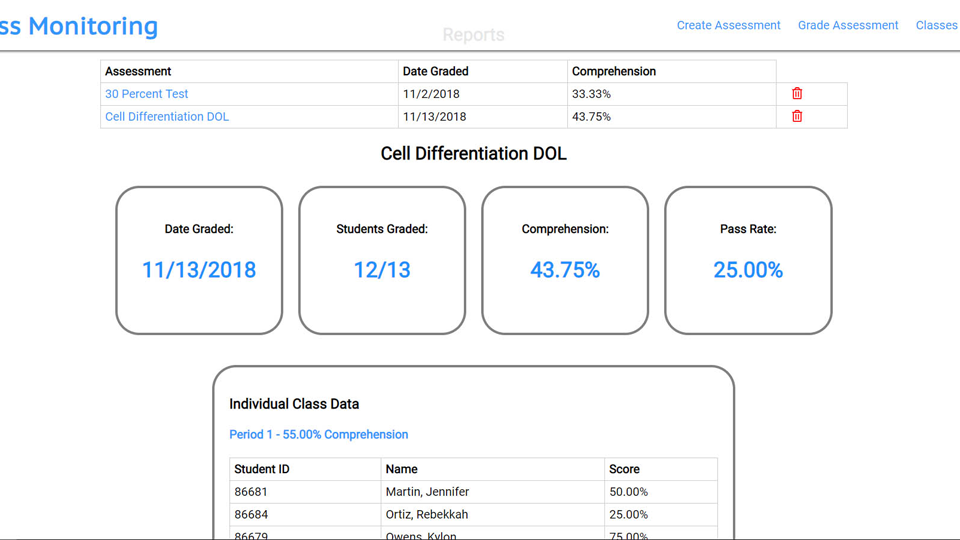 ss Monitoring
Create Assessment Grade Assessment Classes
Reports
Assessment Date Graded Comprehension
30 Percent Test 11/2/2018 33.33%
Cell Differentiation DOL 11/13/2018 43.75%
Cell Differentiation DOL
Date Graded: Students Graded: Comprehension: Pass Rate:
11/13/2018 12/13 43.75% 25.00%
Individual Class Data
Period 1 - 55.00% Comprehension
Student ID Name Score
86681 Martin, Jennifer 50.00%
86684 Ortiz, Rebekkah 25.00%
86679 Owens, Kylon 75.00%